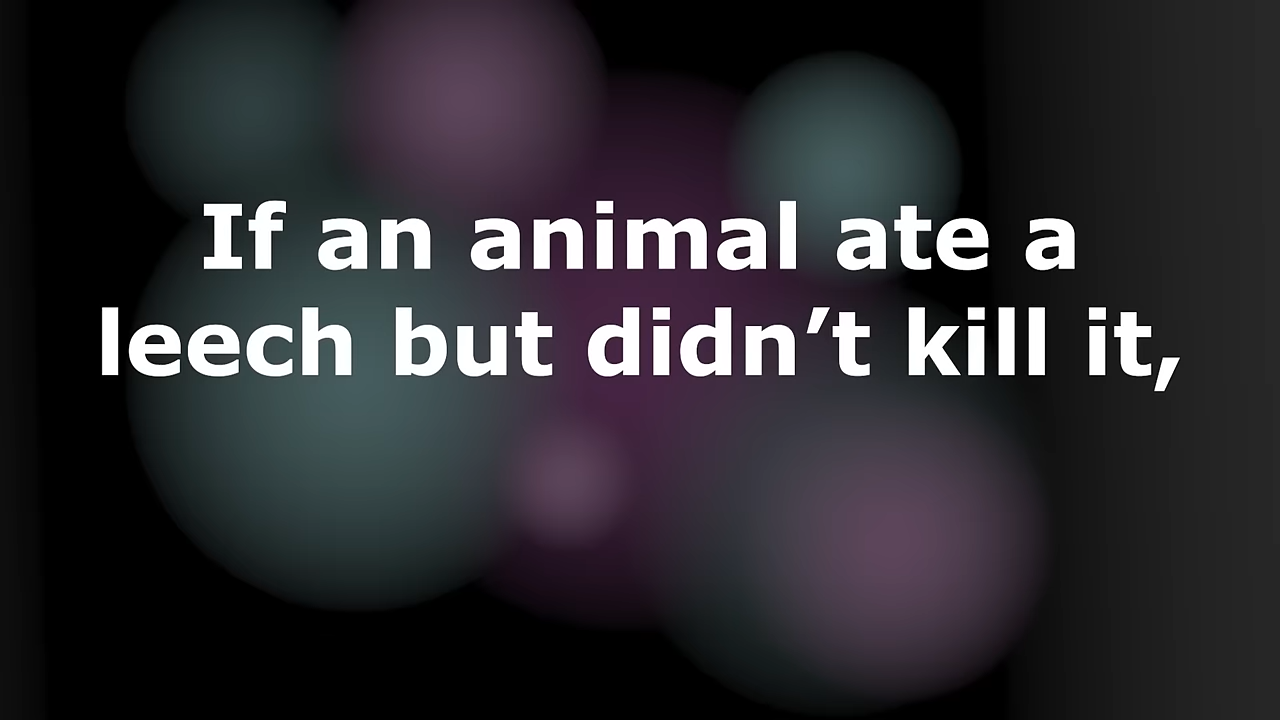 If an animal ate a
leech but didn’t kill it,